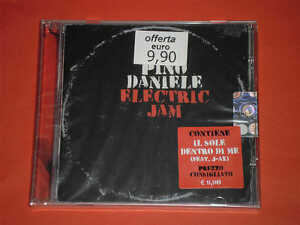 offerta
euro
9,90
PINO
DANIELE
ELECTRIC
JAM
CONTIENE
IL SOLE
DENTRO DI ME
(FEAT. J-AX)
PREZZO
CONSIGLIATO
€ 9,90